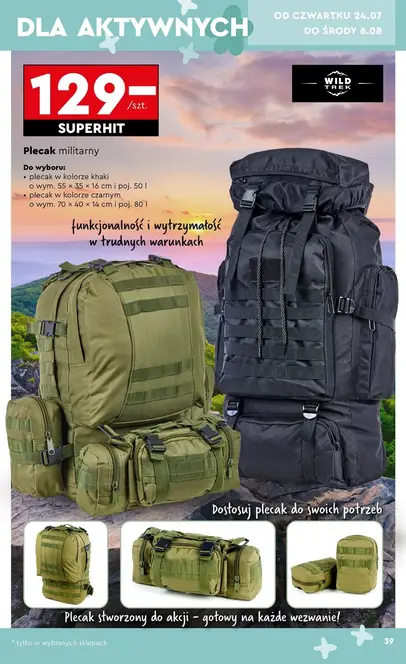 DLA AKTYWNYCH
OD CZWARTKU 24.07
DO ŚRODY 6.08
129–
/szt.
SUPERHIT
WILD
TREK
Plecak militarny
Do wyboru:
• plecak w kolorze khaki
o wym. 55 × 35 × 16 cm i poj. 50 l
• plecak w kolorze czarnym
o wym. 70 × 40 × 14 cm i poj. 80 l
funkcjonalność i wytrzymałość
w trudnych warunkach
Dostosuj plecak do swoich potrzeb
Plecak stworzony do akcji – gotowy na każde wezwanie!
* tylko w wybranych sklepach
39